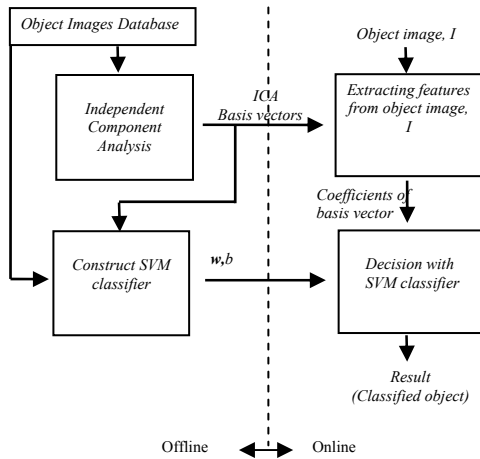 Object Images Database
Object image, I
Independent
Component
Analysis
ICA
Basis vectors
Extracting features
from object image,
I
Coefficients of
basis vector
Construct SVM
classifier
w,b
Decision with
SVM classifier
Result
(Classified object)
Offline
Online